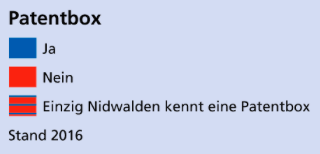 Patentbox
Ja
Nein
Einzig Nidwalden kennt eine Patentbox
Stand 2016